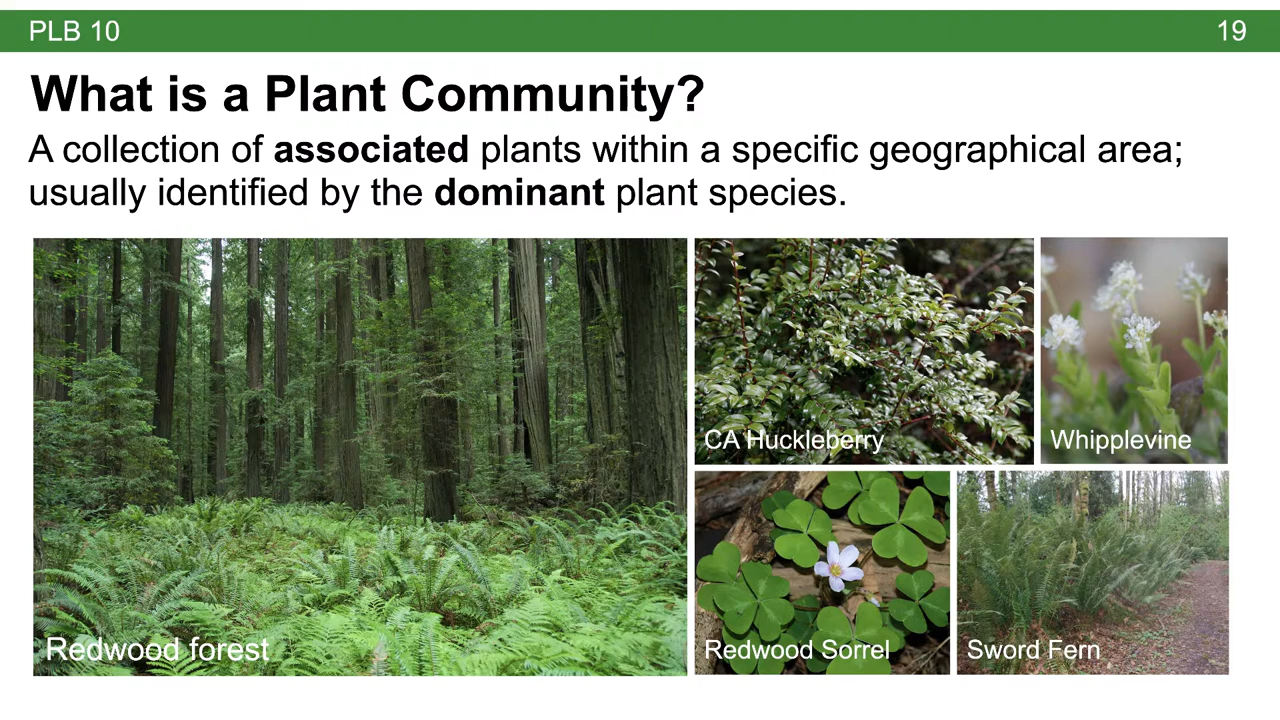 PLB 10
19
What is a Plant Community?
A collection of associated plants within a specific geographical area;
usually identified by the dominant plant species.
CA Huckleberry
Whipplevine
Redwood forest
Redwood Sorrel
Sword Fern